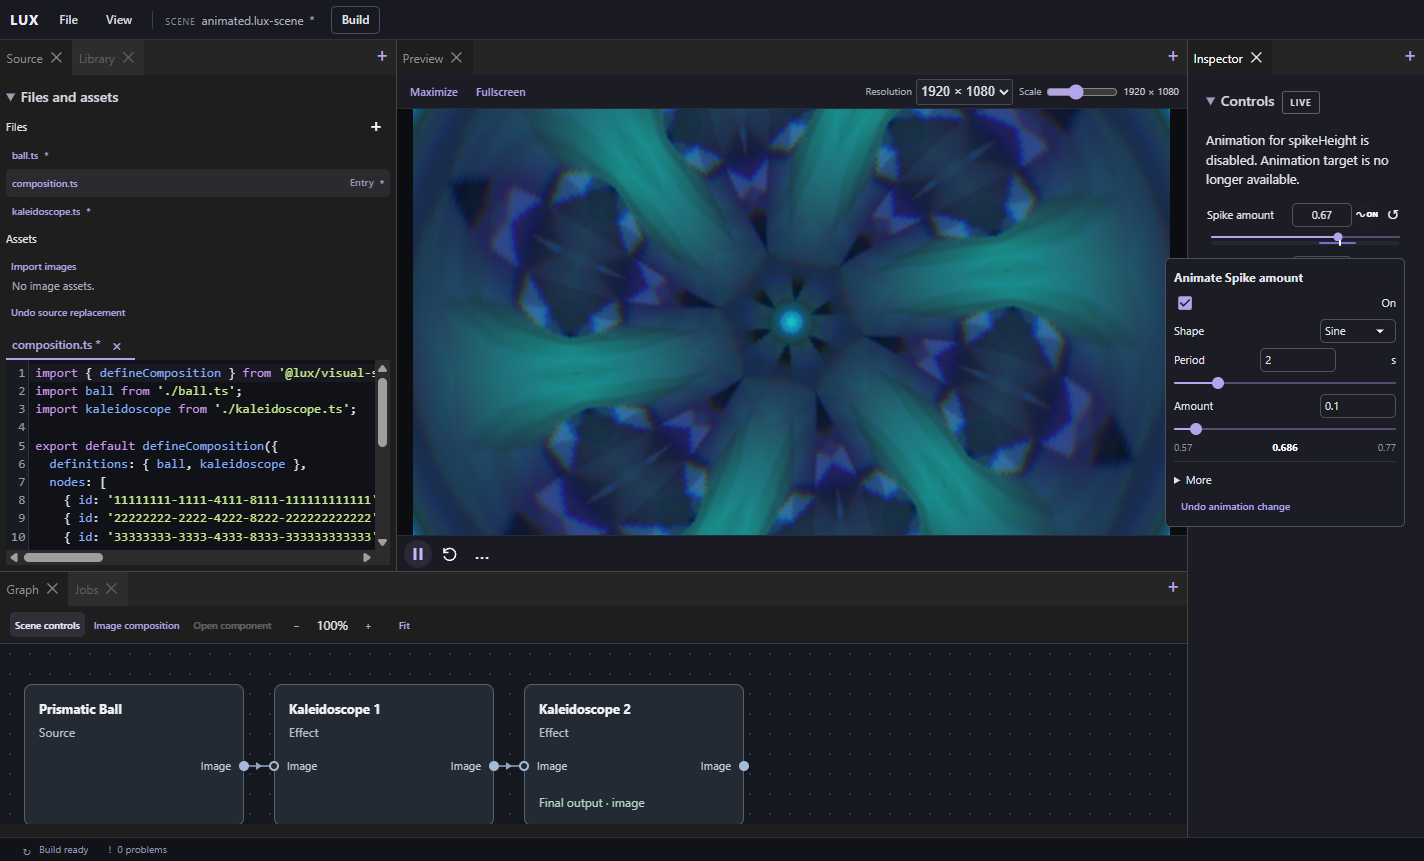 LUX File View SCENE animated.lux-scene * Build
Source Library +
Files and assets
Files +
ball.ts *
composition.ts Entry *
kaleidoscope.ts *
Assets
Import images
No image assets.
Undo source replacement
composition.ts * ×
1 import { defineComposition } from '@lux/visual-s
2 import ball from './ball.ts';
3 import kaleidoscope from './kaleidoscope.ts';
4
5 export default defineComposition({
6 definitions: { ball, kaleidoscope },
7 nodes: [
8 { id: '11111111-1111-4111-8111-111111111111'
9 { id: '22222222-2222-4222-8222-222222222222'
10 { id: '33333333-3333-4333-8333-333333333333'
Preview +
Maximize Fullscreen Resolution 1920 × 1080 Scale 1920 × 1080
...
Inspector +
Controls LIVE
Animation for spikeHeight is
disabled. Animation target is no
longer available.
Spike amount 0.67 ON
Animate Spike amount
On
Shape Sine
Period 2 s
Amount 0.1
0.57 0.686 0.77
More
Undo animation change
Graph Jobs +
Scene controls Image composition Open component − 100% + Fit
Prismatic Ball
Source
Image
Kaleidoscope 1
Effect
Image Image
Kaleidoscope 2
Effect
Image Image
Final output · image
Build ready ! 0 problems